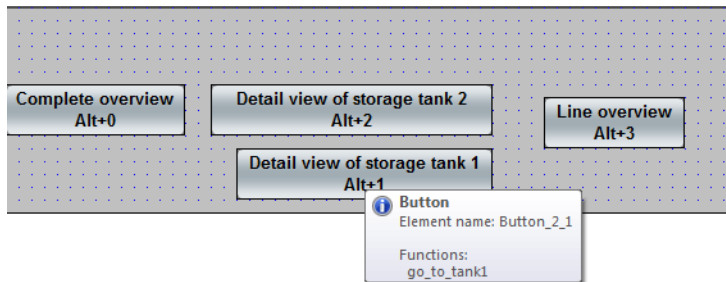 Complete overview
Alt+0
Detail view of storage tank 2
Alt+2
Line overview
Alt+3
Detail view of storage tank 1
Alt+1
Button
Element name: Button_2_1
Functions:
go_to_tank1